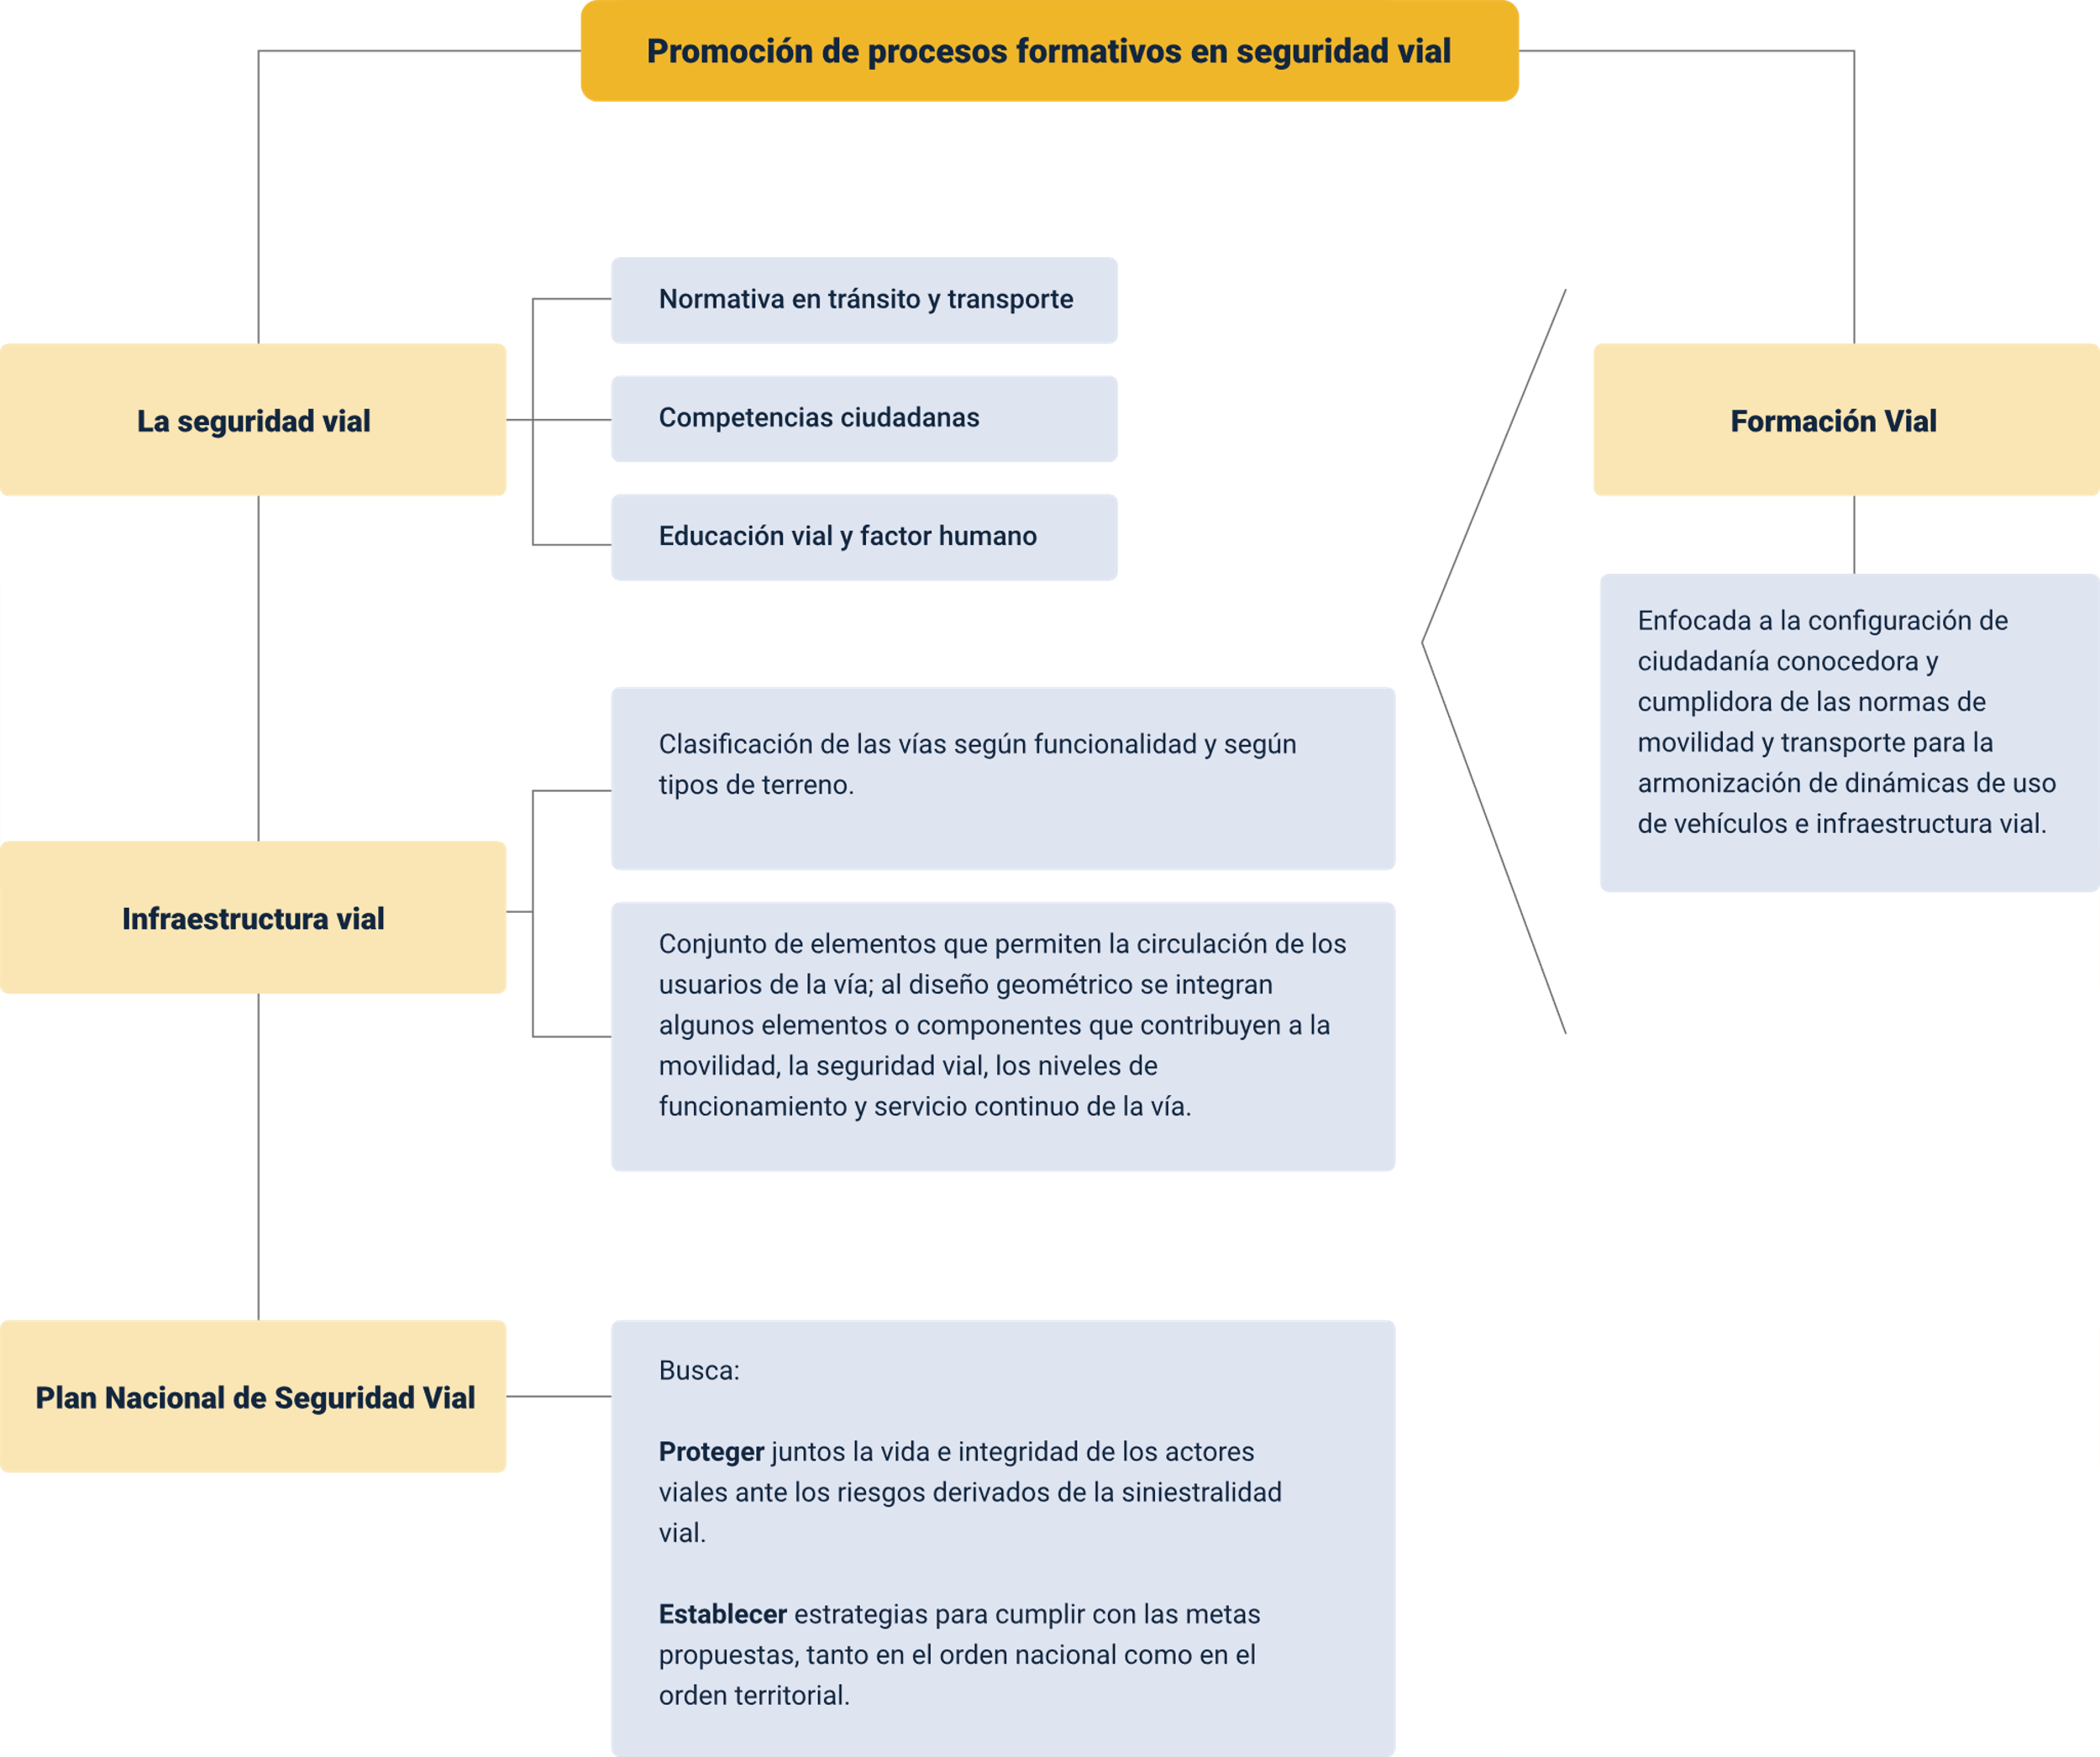 Promoción de procesos formativos en seguridad vial
La seguridad vial
Normativa en tránsito y transporte
Competencias ciudadanas
Educación vial y factor humano
Formación Vial
Enfocada a la configuración de
ciudadanía conocedora y
cumplidora de las normas de
movilidad y transporte para la
armonización de dinámicas de uso
de vehículos e infraestructura vial.
Infraestructura vial
Clasificación de las vías según funcionalidad y según
tipos de terreno.
Conjunto de elementos que permiten la circulación de los
usuarios de la vía; al diseño geométrico se integran
algunos elementos o componentes que contribuyen a la
movilidad, la seguridad vial, los niveles de
funcionamiento y servicio continuo de la vía.
Plan Nacional de Seguridad Vial
Busca:
Proteger juntos la vida e integridad de los actores
viales ante los riesgos derivados de la siniestralidad
vial.
Establecer estrategias para cumplir con las metas
propuestas, tanto en el orden nacional como en el
orden territorial.